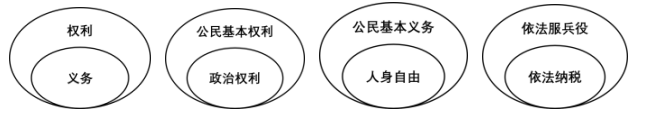 权利
义务
公民基本权利
政治权利
公民基本义务
人身自由
依法服兵役
依法纳税